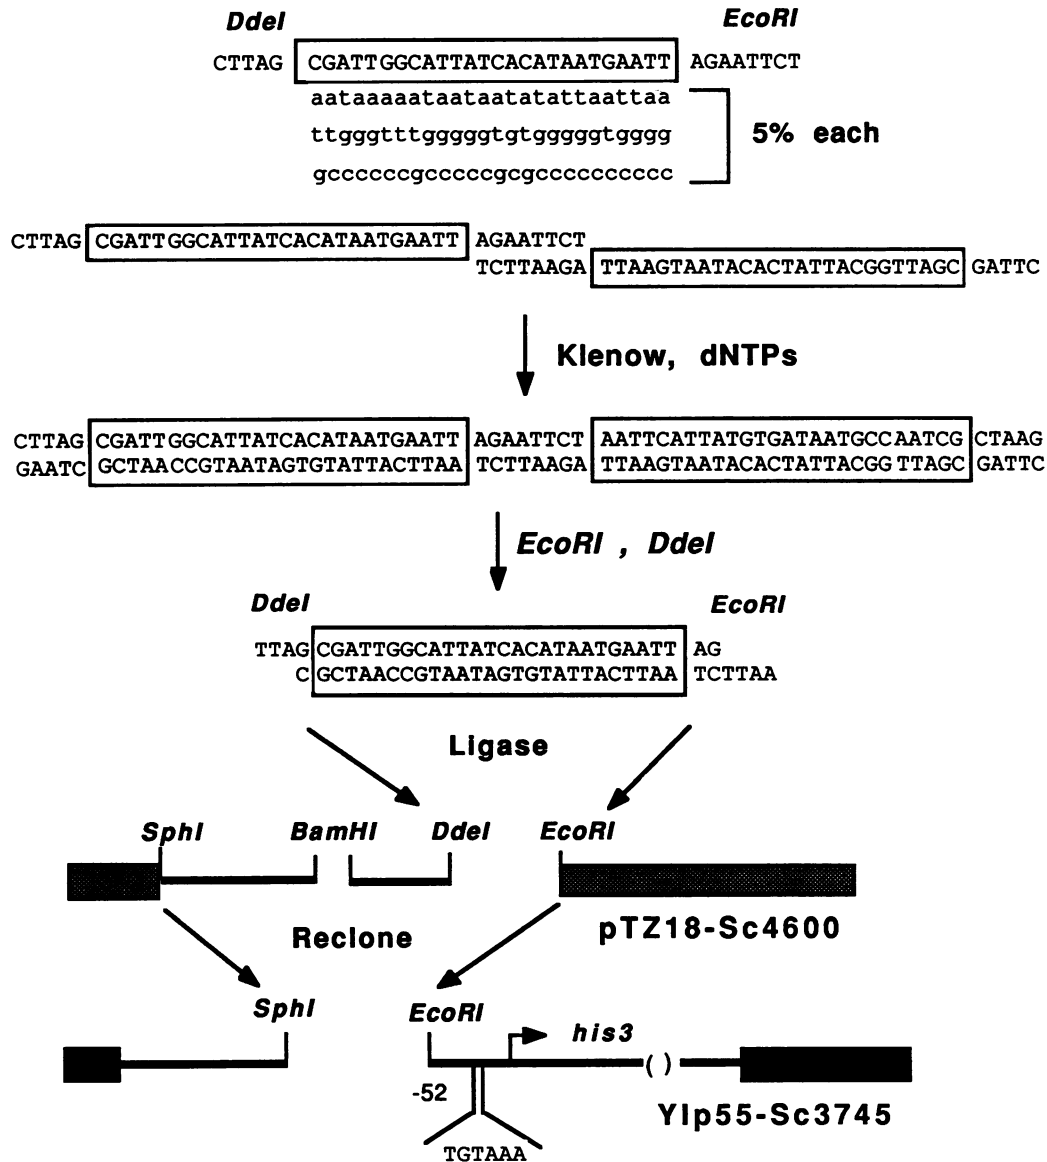 DdeI EcoRI
CTTAG CGATTGGCATTATCACATAATGAATT AGAATTCT
aataaaaataataatatattaattaa
ttgggtttgggggtgtgggggtgggg
gccccccgcccccgcgcccccccccc
5% each
CTTAG CGATTGGCATTATCACATAATGAATT AGAATTCT
TCTTAAGA TTAAGTAATACACTATTACGGTTAGC GATTC
Klenow, dNTPs
CTTAG CGATTGGCATTATCACATAATGAATT AGAATTCT AATTCATTATGTGATAATGCCAATCG CTAAG
GAATC GCTAACCGTAATAGTGTATTACTTAA TCTTAAGA TTAAGTAATACACTATTACGGTTAGC GATTC
EcoRI , DdeI
DdeI EcoRI
TTAG CGATTGGCATTATCACATAATGAATT AG
C GCTAACCGTAATAGTGTATTACTTAA TCTTAA
Ligase
SphI BamHI DdeI EcoRI
pTZ18-Sc4600
Reclone
SphI EcoRI
his3
( )
-52
YIp55-Sc3745
TGTAAA